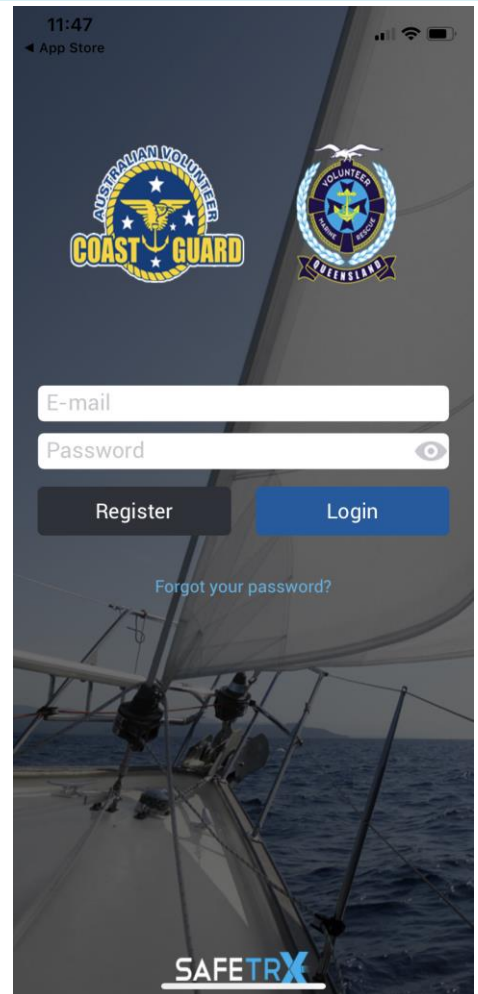 11:47
◀ App Store
AUSTRALIAN VOLUNTEER
COAST GUARD
VOLUNTEER
MARINE RESCUE
QUEENSLAND
E-mail
Password
Register
Login
Forgot your password?
SAFETRX